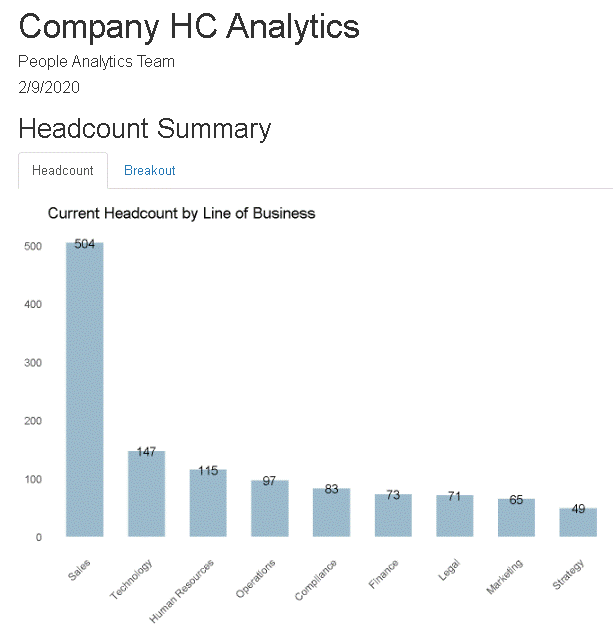 Company HC Analytics
People Analytics Team
2/9/2020
Headcount Summary
Headcount Breakout
Current Headcount by Line of Business
500
400
300
200
100
0
504
147
115
97
83
73
71
65
49
Sales
Technology
Human Resources
Operations
Compliance
Finance
Legal
Marketing
Strategy